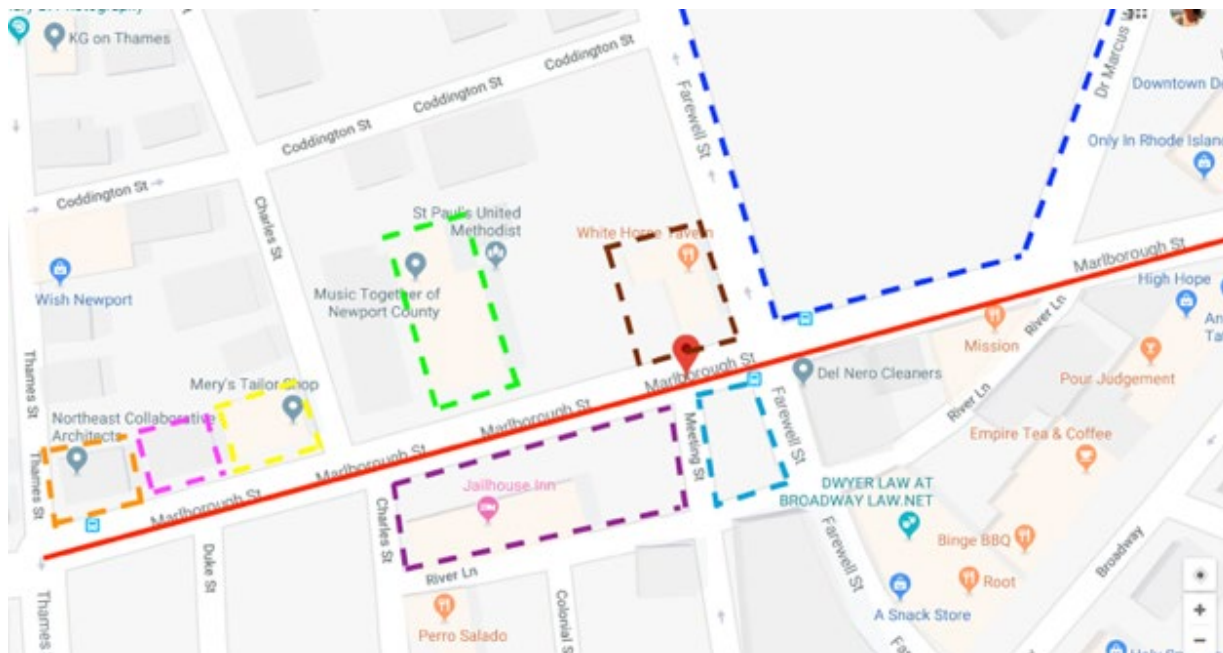 KG on Thames
Coddington St
Coddington St
Coddington St
Coddington St
Farewell St
Dr Marcus
Downtown
Only In Rhode Island
Charles St
St Paul's United
Methodist
White Horse Tavern
Marlborough St
Wish Newport
Music Together of
Newport County
High Hope
River Ln
Mission
Thames St
Marlborough St
Del Nero Cleaners
Pour Judgement
Mery's Tailor Shop
Northeast Collaborative
Architects
Marlborough St
Meeting St
Farewell St
River Ln
Empire Tea & Coffee
Thames St
Marlborough St
Jailhouse Inn
DWYER LAW AT
BROADWAY LAW.NET
Marlborough St
Charles St
Duke St
River Ln
Farewell St
Binge BBQ
Broadway
Root
Thames
Colonial
A Snack Store
Perro Salado